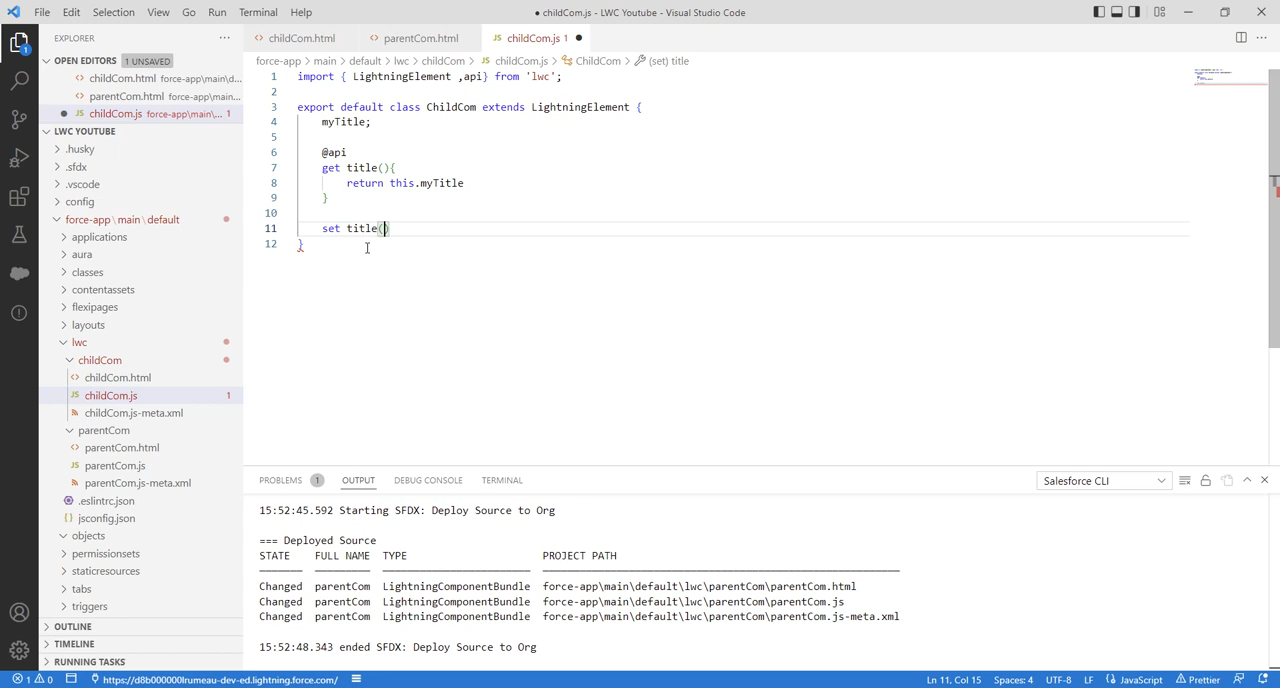 File Edit Selection View Go Run Terminal Help
● childCom.js - LWC Youtube - Visual Studio Code
EXPLORER ...
childCom.html
parentCom.html
childCom.js 1 ●
OPEN EDITORS 1 UNSAVED
childCom.html force-app\main\d...
parentCom.html force-app\main...
● childCom.js force-app\main\... 1
LWC YOUTUBE
.husky
.sfdx
.vscode
config
force-app\main\default
applications
aura
classes
contentassets
flexipages
layouts
lwc
childCom
childCom.html
childCom.js 1
childCom.js-meta.xml
parentCom
parentCom.html
parentCom.js
parentCom.js-meta.xml
.eslintrc.json
jsconfig.json
objects
permissionsets
staticresources
tabs
triggers
OUTLINE
TIMELINE
RUNNING TASKS
force-app > main > default > lwc > childCom > JS childCom.js > ChildCom > (set) title
1 import { LightningElement ,api} from 'lwc';
2
3 export default class ChildCom extends LightningElement {
4 myTitle;
5
6 @api
7 get title(){
8 return this.myTitle
9 }
10
11 set title()
12 }
PROBLEMS 1 OUTPUT DEBUG CONSOLE TERMINAL
Salesforce CLI
15:52:45.592 Starting SFDX: Deploy Source to Org
=== Deployed Source
STATE FULL NAME TYPE PROJECT PATH
Changed parentCom LightningComponentBundle force-app\main\default\lwc\parentCom\parentCom.html
Changed parentCom LightningComponentBundle force-app\main\default\lwc\parentCom\parentCom.js
Changed parentCom LightningComponentBundle force-app\main\default\lwc\parentCom\parentCom.js-meta.xml
15:52:48.343 ended SFDX: Deploy Source to Org
1 0 https://d8b000000lrumeau-dev-ed.lightning.force.com/
Ln 11, Col 15 Spaces: 4 UTF-8 LF JavaScript Prettier